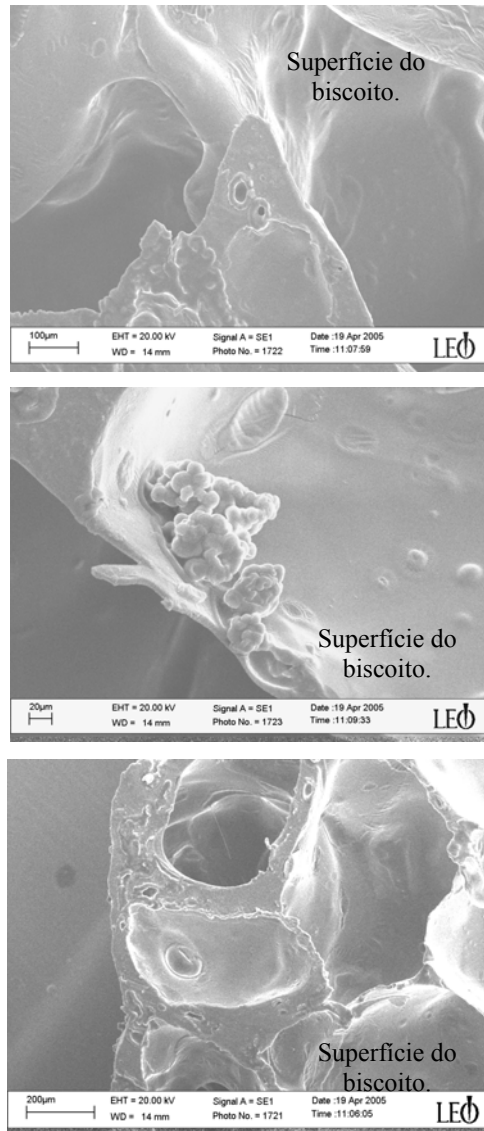 Superfície do
biscoito.
100µm EHT = 20.00 kV Signal A = SE1 Date :19 Apr 2005
WD = 14 mm Photo No. = 1722 Time :11:07:59
LEO
Superfície do
biscoito.
20µm EHT = 20.00 kV Signal A = SE1 Date :19 Apr 2005
WD = 14 mm Photo No. = 1723 Time :11:09:33
LEO
Superfície do
biscoito.
200µm EHT = 20.00 kV Signal A = SE1 Date :19 Apr 2005
WD = 14 mm Photo No. = 1721 Time :11:06:05
LEO